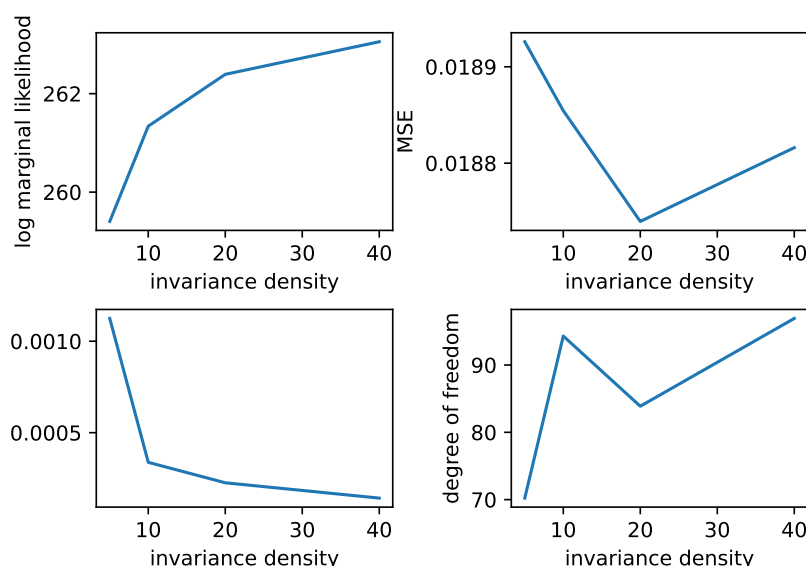 log marginal likelihood
262
260
10 20 30 40
invariance density
MSE
0.0189
0.0188
10 20 30 40
invariance density
0.0010
0.0005
10 20 30 40
invariance density
degree of freedom
90
80
70
10 20 30 40
invariance density